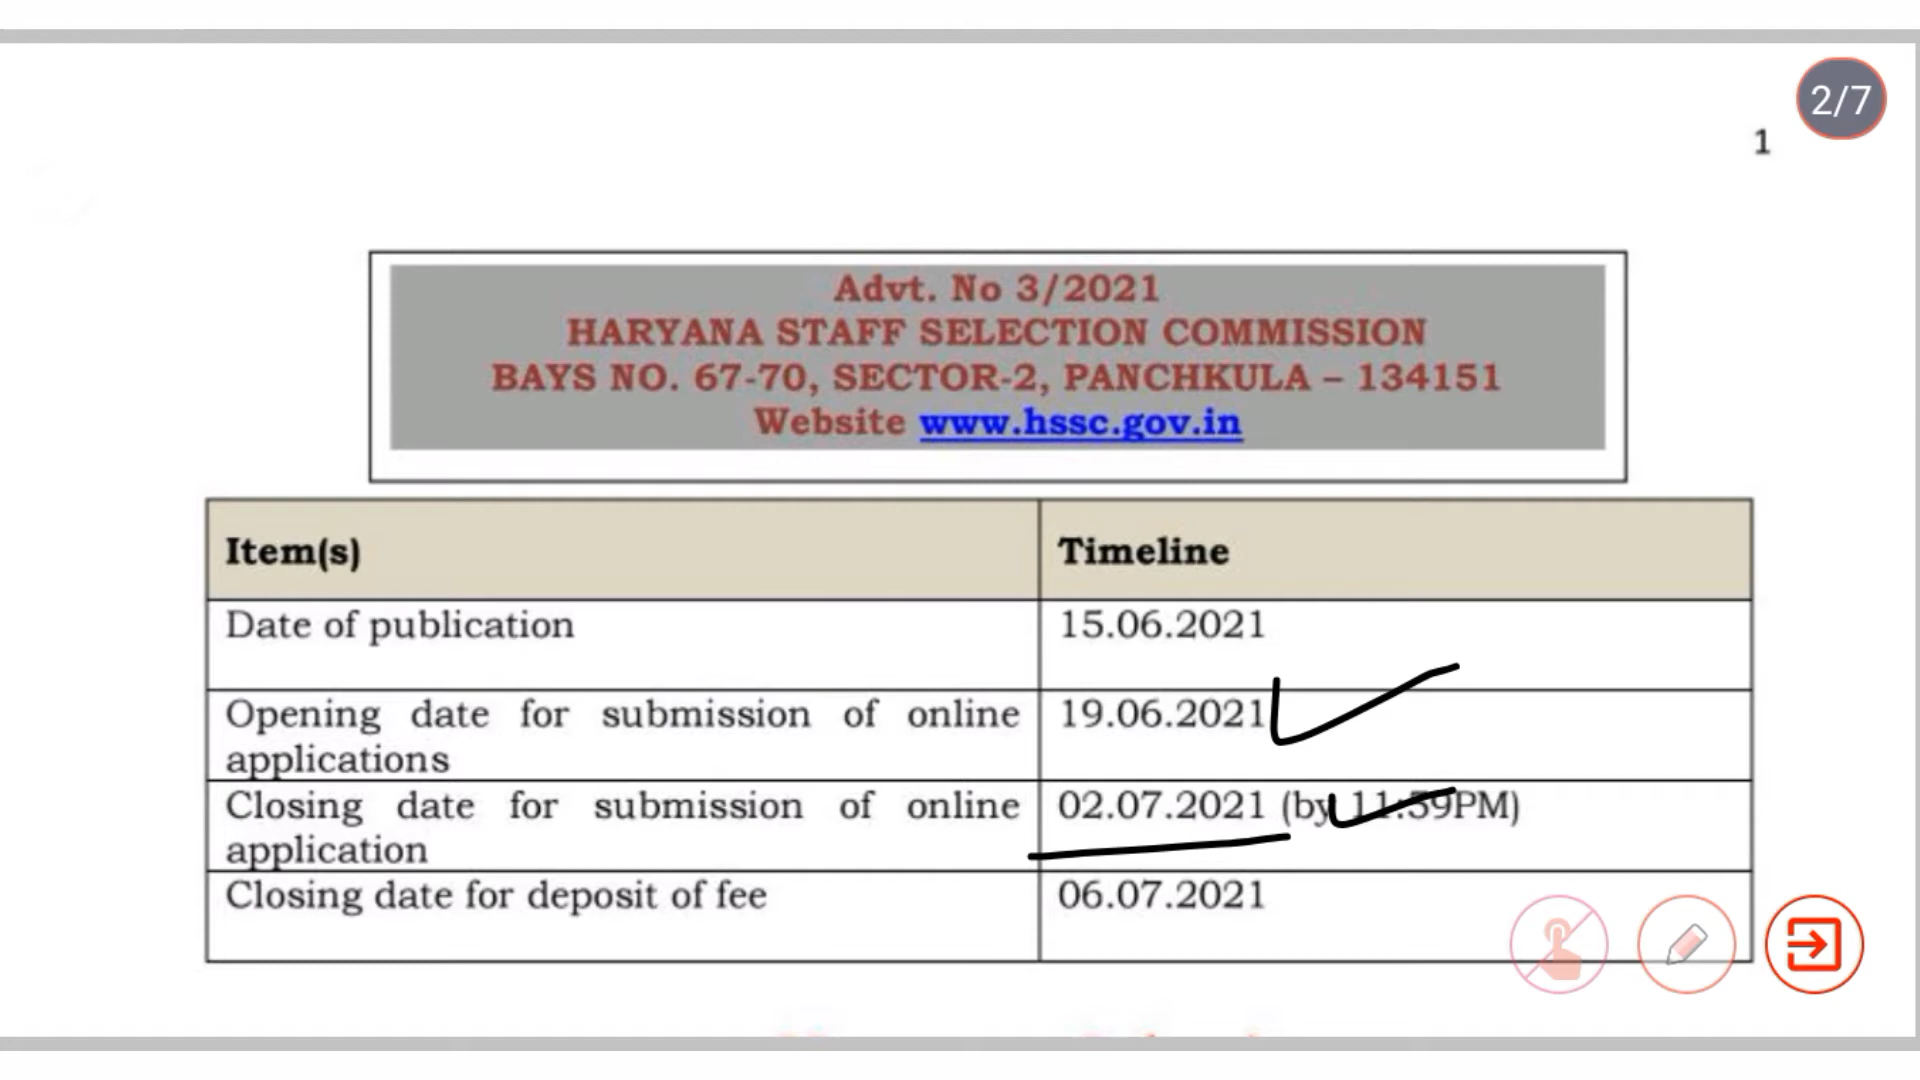 2/7
1
Advt. No 3/2021
HARYANA STAFF SELECTION COMMISSION
BAYS NO. 67-70, SECTOR-2, PANCHKULA – 134151
Website www.hssc.gov.in
Item(s) Timeline
Date of publication 15.06.2021
Opening date for submission of online 19.06.2021
applications
Closing date for submission of online 02.07.2021 (by 11:59PM)
application
Closing date for deposit of fee 06.07.2021